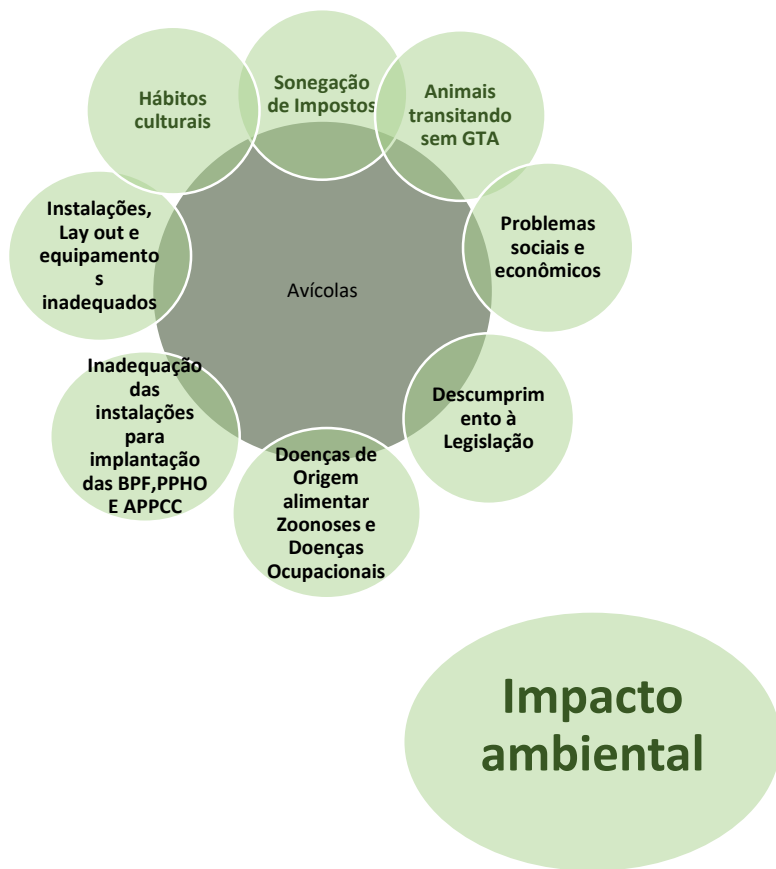 Sonegação
de Impostos
Animais
transitando
sem GTA
Problemas
sociais e
econômicos
Descumprim
ento à
Legislação
Doenças de
Origem
alimentar
Zoonoses e
Doenças
Ocupacionais
Inadequação
das
instalações
para
implantação
das BPF,PPHO
E APPCC
Instalações,
Lay out e
equipamento
s
inadequados
Hábitos
culturais
Avícolas
Impacto
ambiental